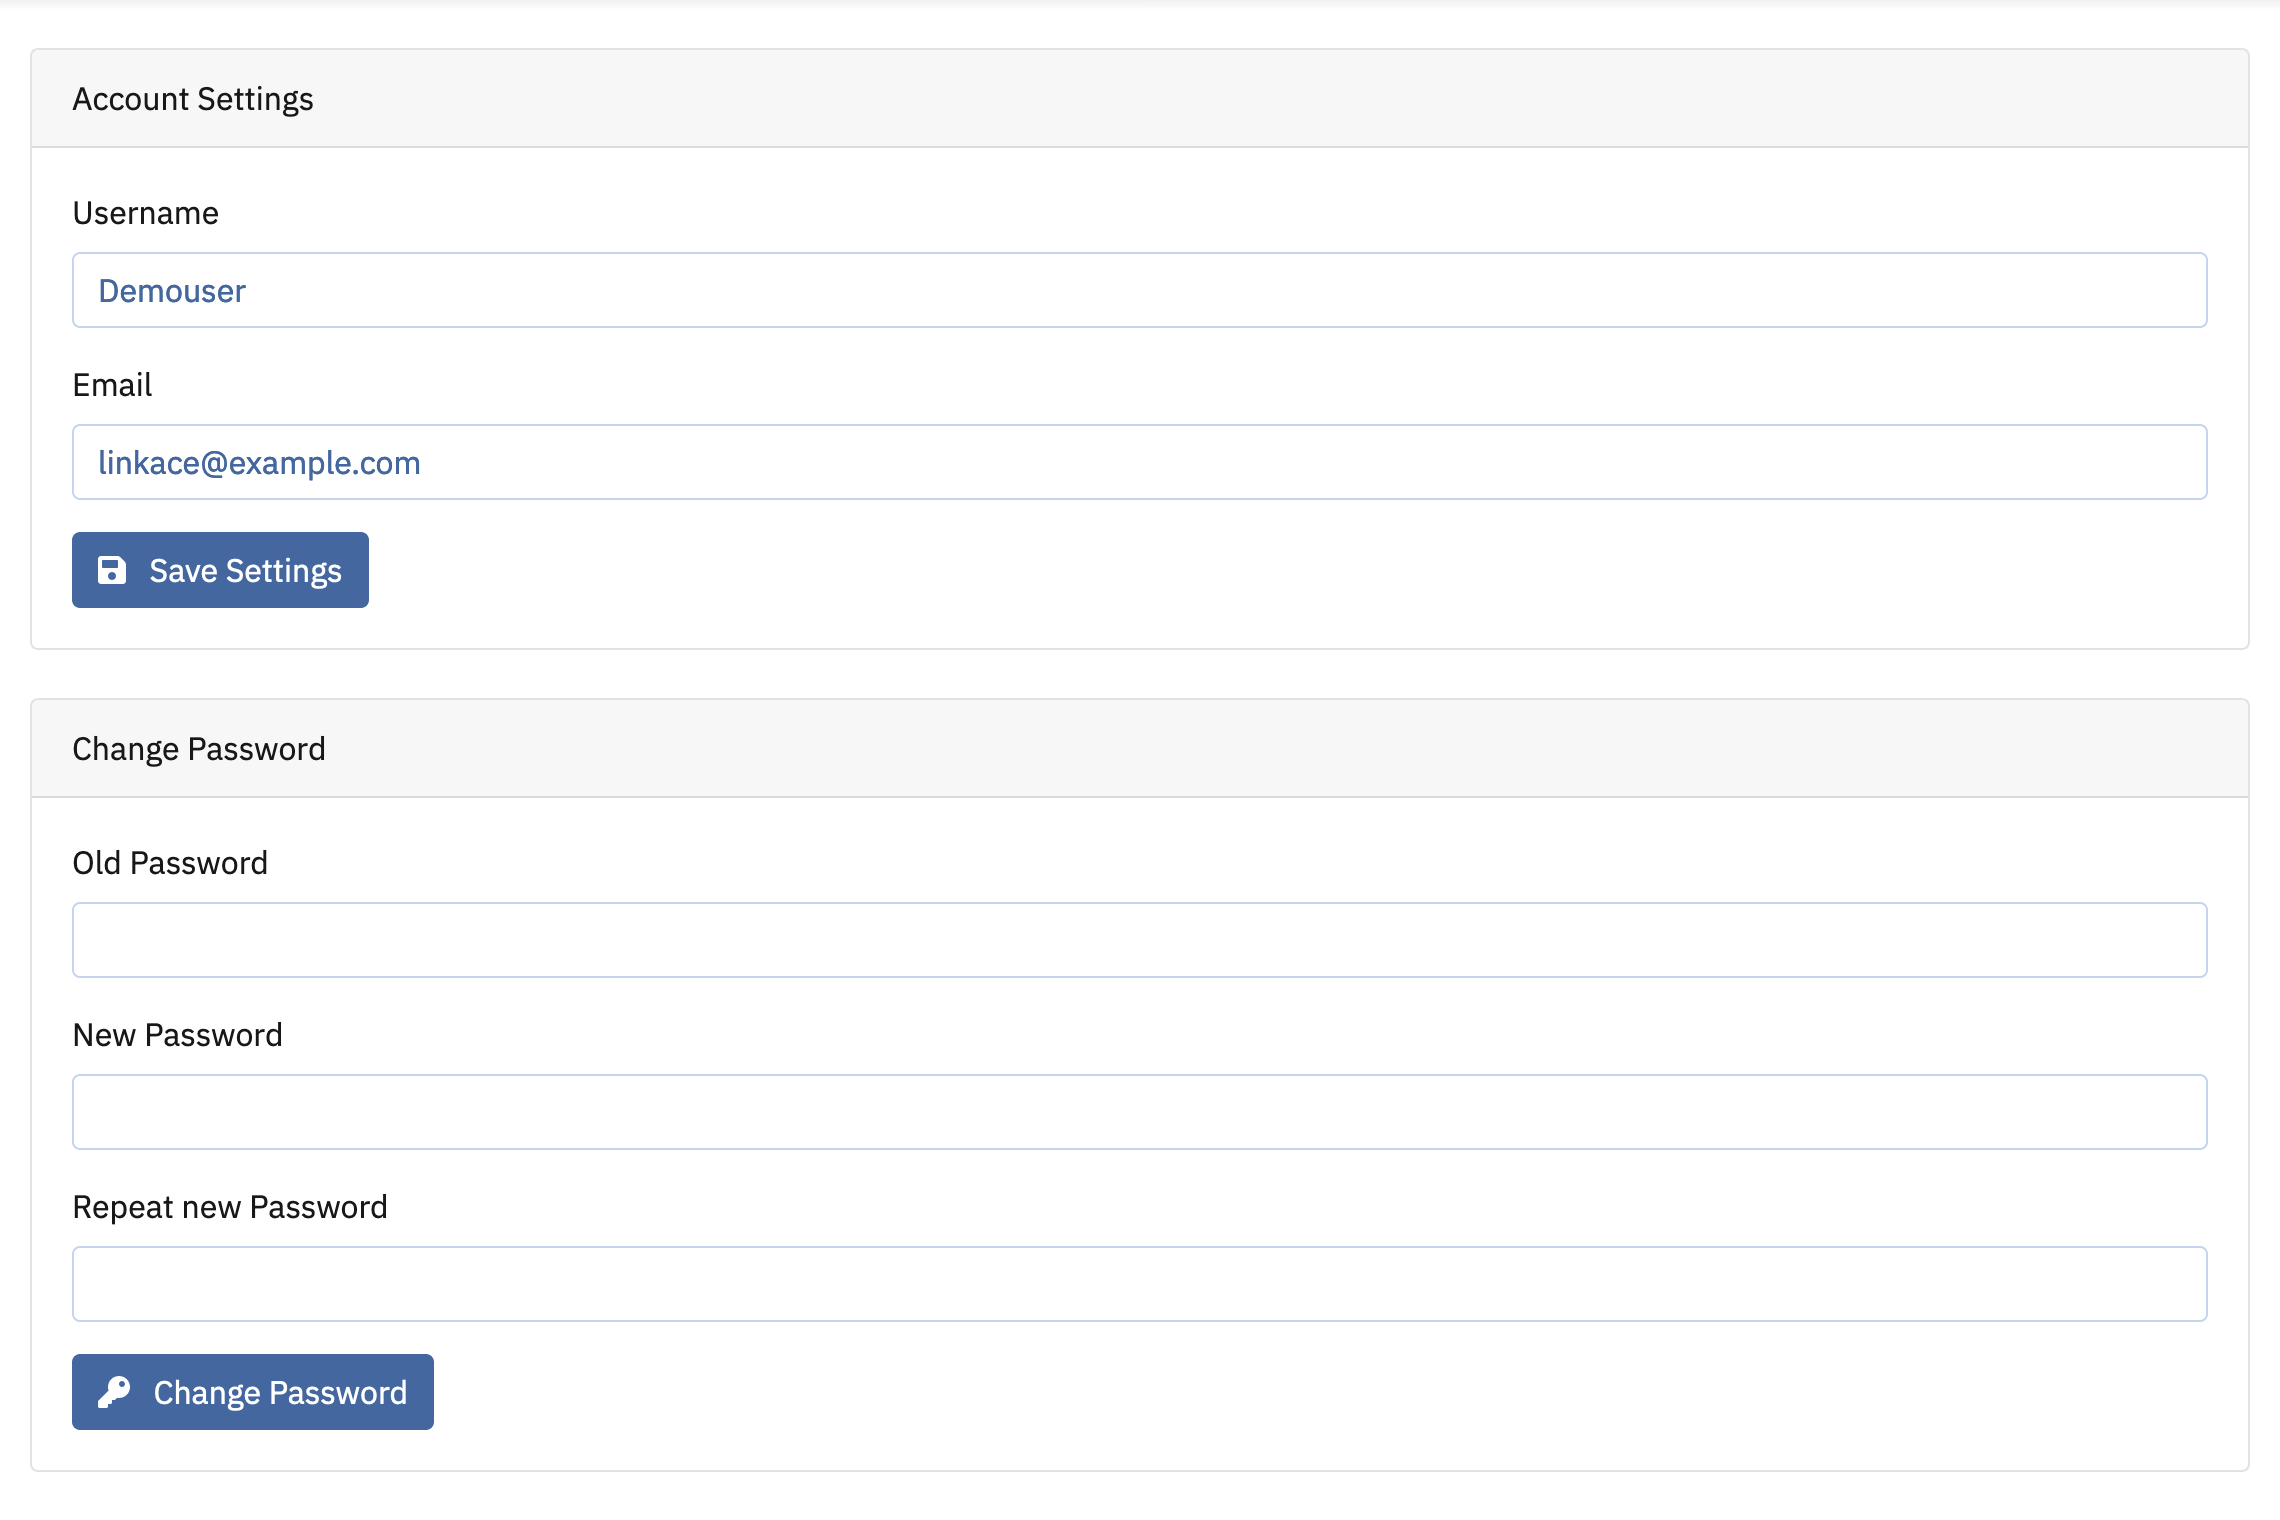 Account Settings
Username
Demouser
Email
linkace@example.com
Save Settings
Change Password
Old Password
New Password
Repeat new Password
Change Password